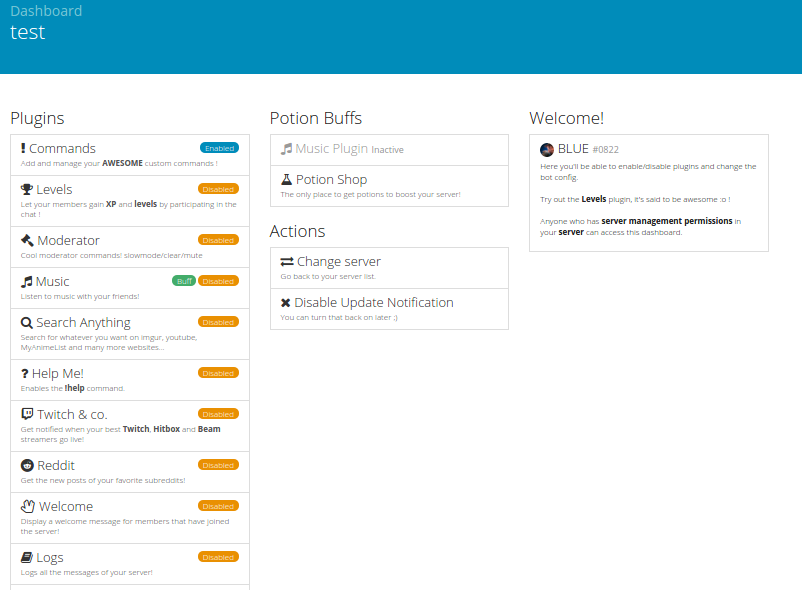 Dashboard
test
Plugins
Commands Enabled
Add and manage your AWESOME custom commands !
Levels Disabled
Let your members gain XP and levels by participating in the
chat !
Moderator Disabled
Cool moderator commands! slowmode/clear/mute
Music Buff Disabled
Listen to music with your friends!
Search Anything Disabled
Search for whatever you want on imgur, youtube,
MyAnimeList and many more websites...
Help Me! Disabled
Enables the !help command.
Twitch & co. Disabled
Get notified when your best Twitch, Hitbox and Beam
streamers go live!
Reddit Disabled
Get the new posts of your favorite subreddits!
Welcome Disabled
Display a welcome message for members that have joined
the server!
Logs Disabled
Logs all the messages of your server!
Potion Buffs
Music Plugin Inactive
Potion Shop
The only place to get potions to boost your server!
Actions
Change server
Go back to your server list.
Disable Update Notification
You can turn that back on later ;)
Welcome!
BLUE #0822
Here you'll be able to enable/disable plugins and change the
bot config.
Try out the Levels plugin, it's said to be awesome :o !
Anyone who has server management permissions in
your server can access this dashboard.